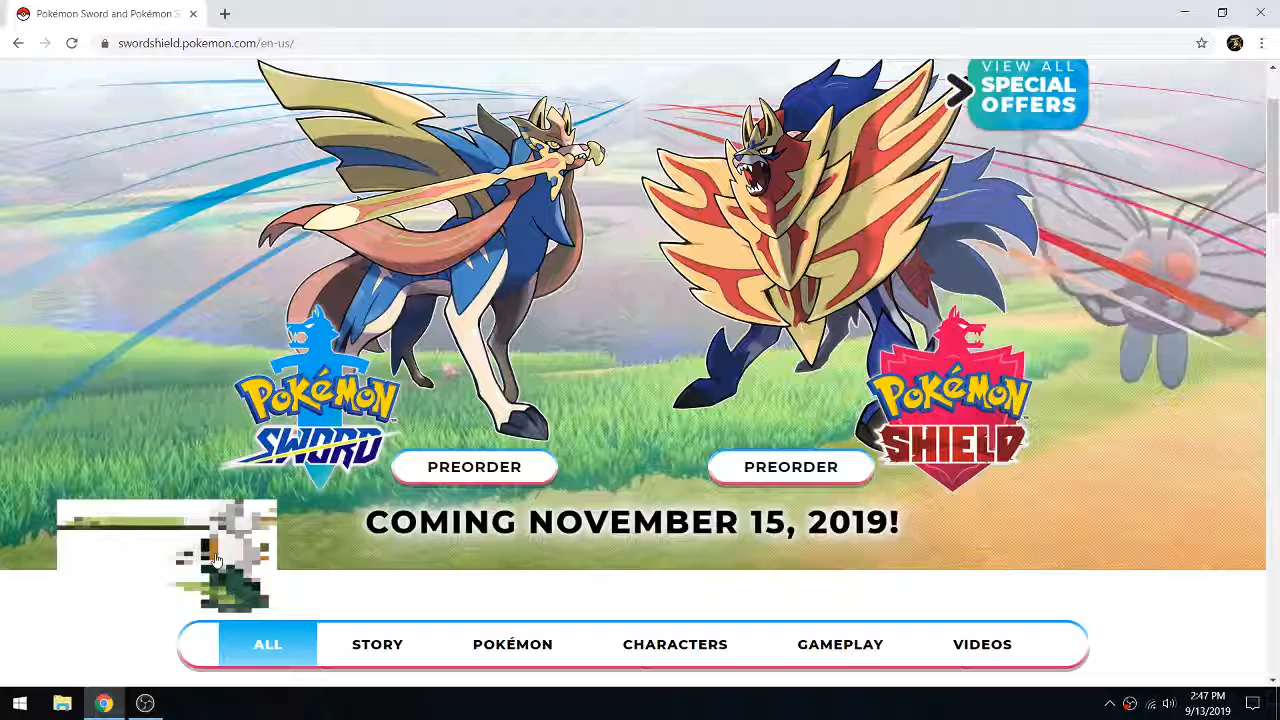 Pokémon Sword and Pokémon S
swordshield.pokemon.com/en-us/
VIEW ALL
SPECIAL
OFFERS
POKéMON
SWORD
POKéMON
SHIELD
PREORDER
PREORDER
COMING NOVEMBER 15, 2019!
ALL
STORY
POKÉMON
CHARACTERS
GAMEPLAY
VIDEOS
2:47 PM
9/13/2019